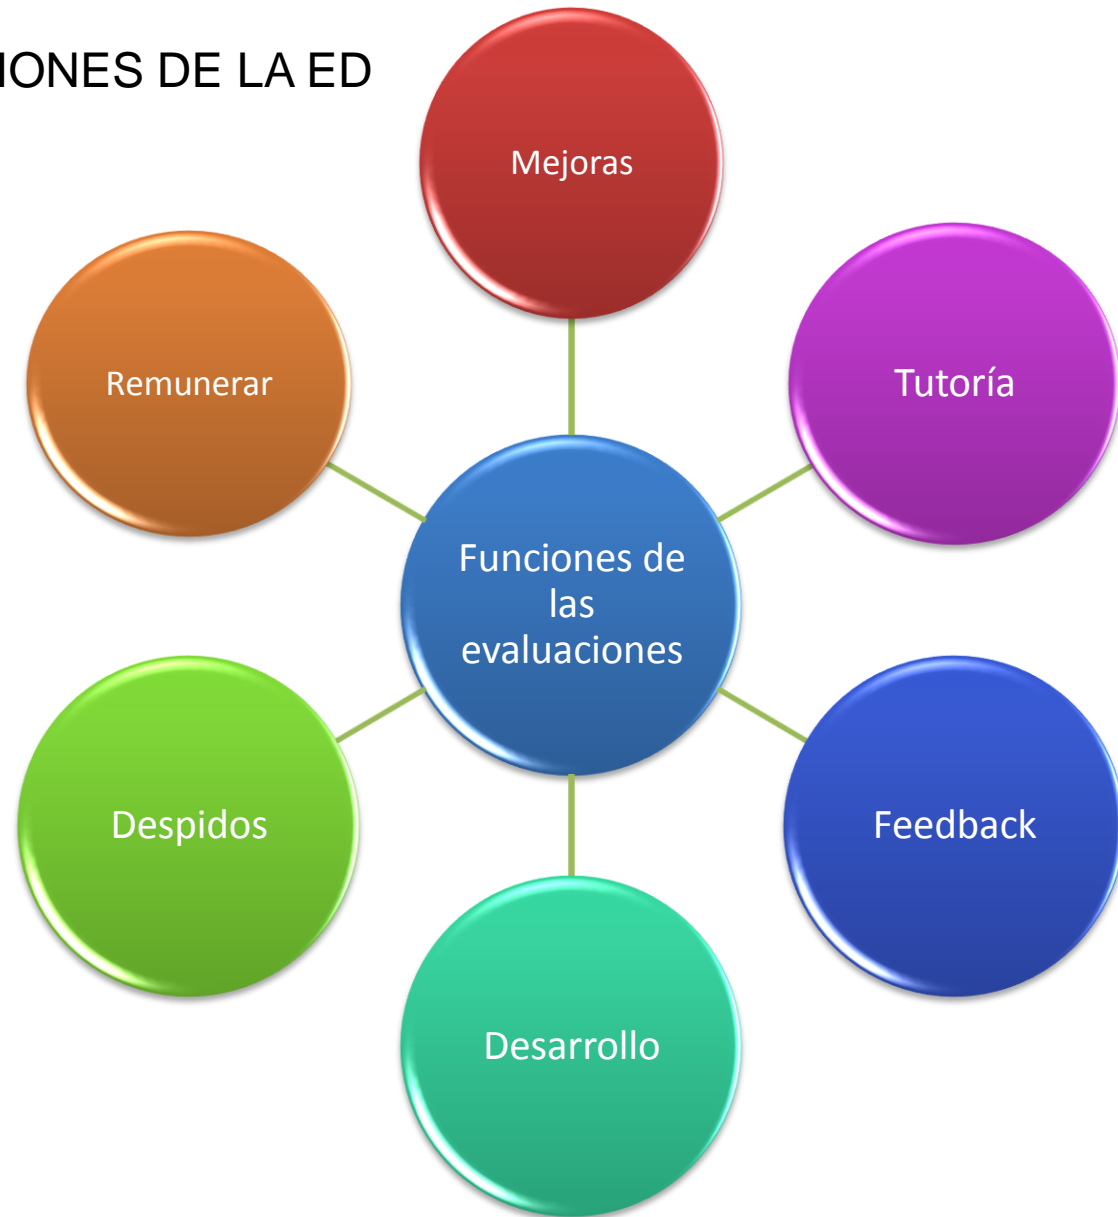 IONES DE LA ED
Mejoras
Remunerar
Tutoría
Funciones de
las
evaluaciones
Despidos
Feedback
Desarrollo